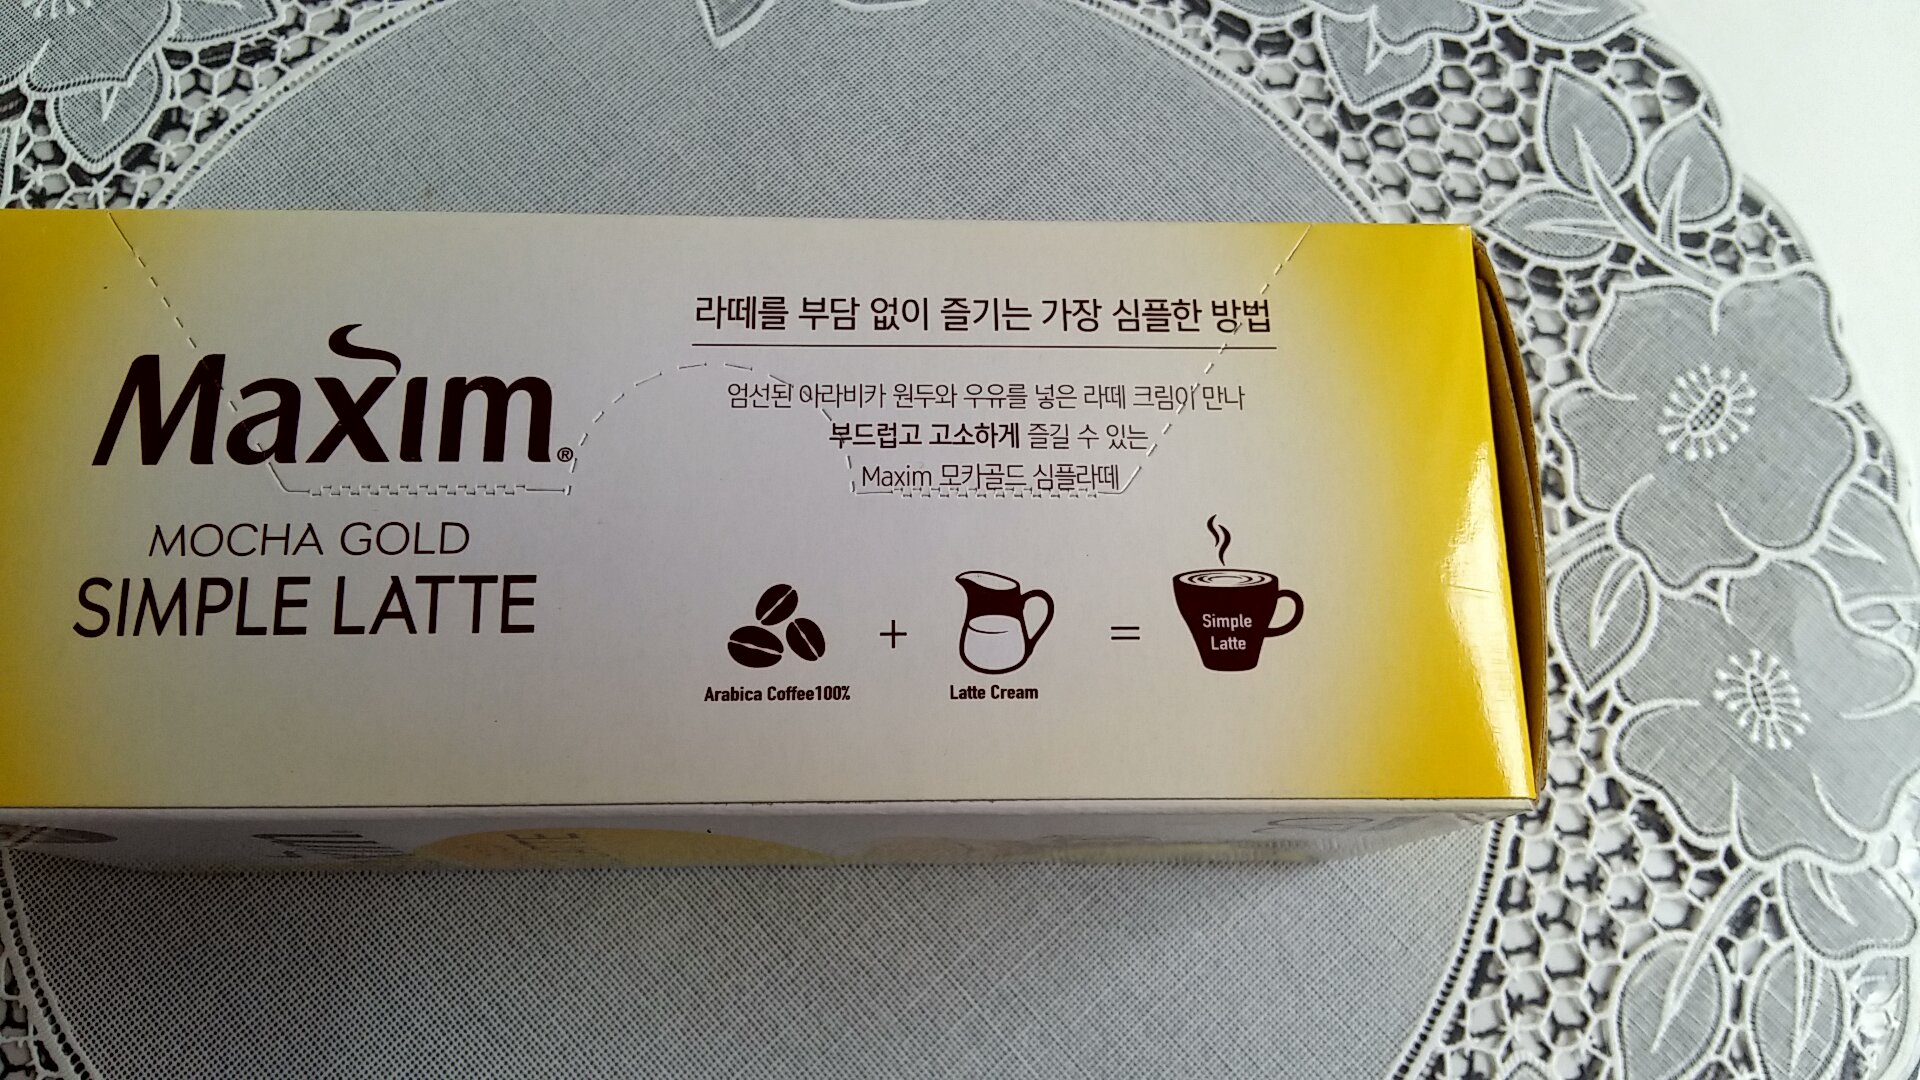 Maxim®
MOCHA GOLD
SIMPLE LATTE
라떼를 부담 없이 즐기는 가장 심플한 방법
엄선된 아라비카 원두와 우유를 넣은 라떼 크림이 만나
부드럽고 고소하게 즐길 수 있는
Maxim 모카골드 심플라떼
Arabica Coffee100%
+
Latte Cream
=
Simple
Latte